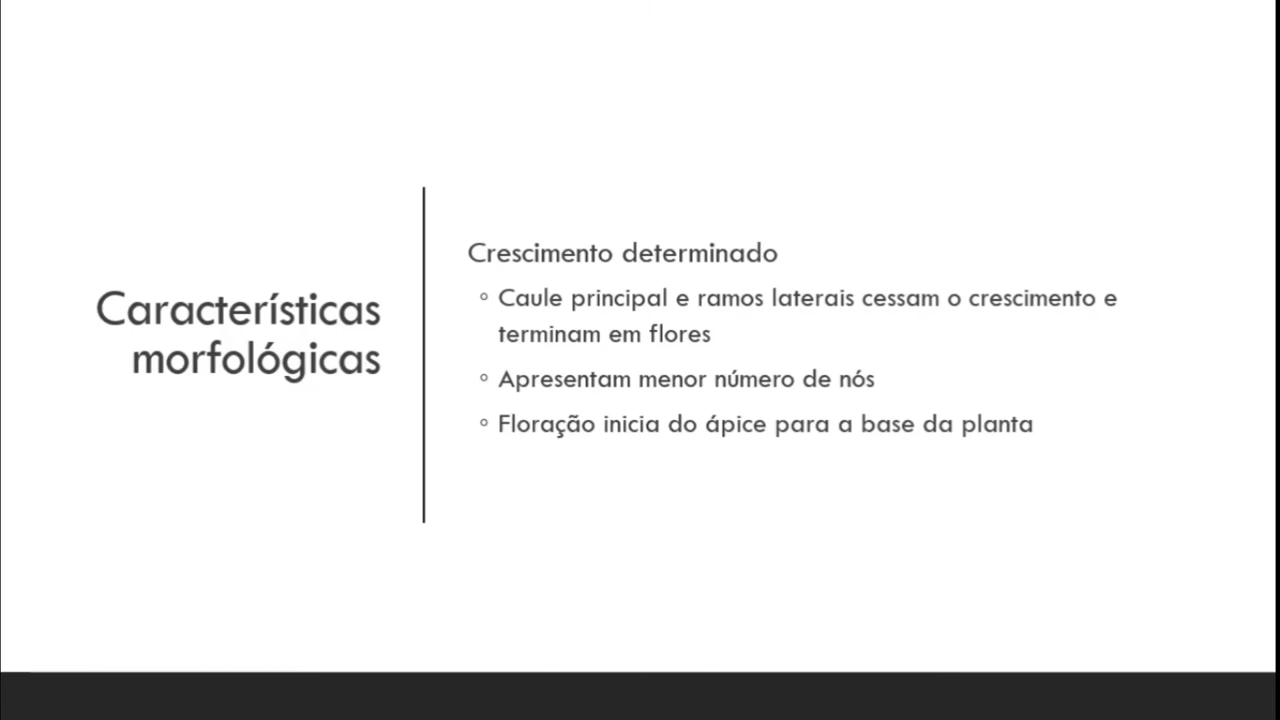 Características
morfológicas
Crescimento determinado
◦ Caule principal e ramos laterais cessam o crescimento e
terminam em flores
◦ Apresentam menor número de nós
◦ Floração inicia do ápice para a base da planta